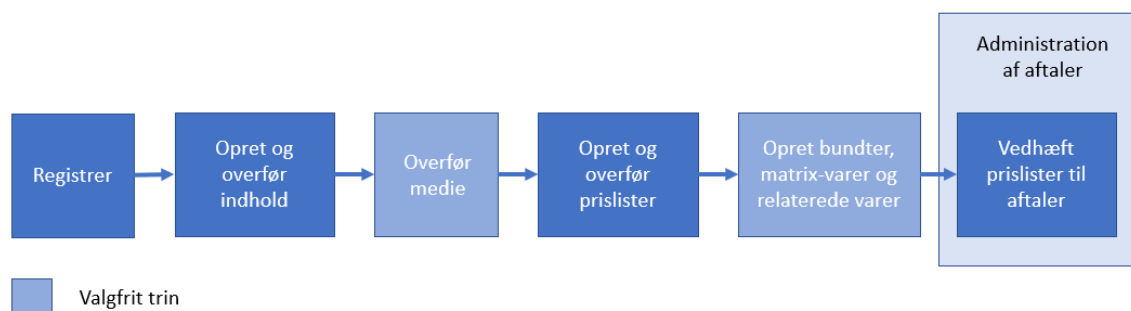 Administration
af aftaler
Registrer
Opret og
overfør
indhold
Overfør
medie
Opret og
overfør
prislister
Opret bundter,
matrix-varer og
relaterede varer
Vedhæft
prislister til
aftaler
Valgfrit trin